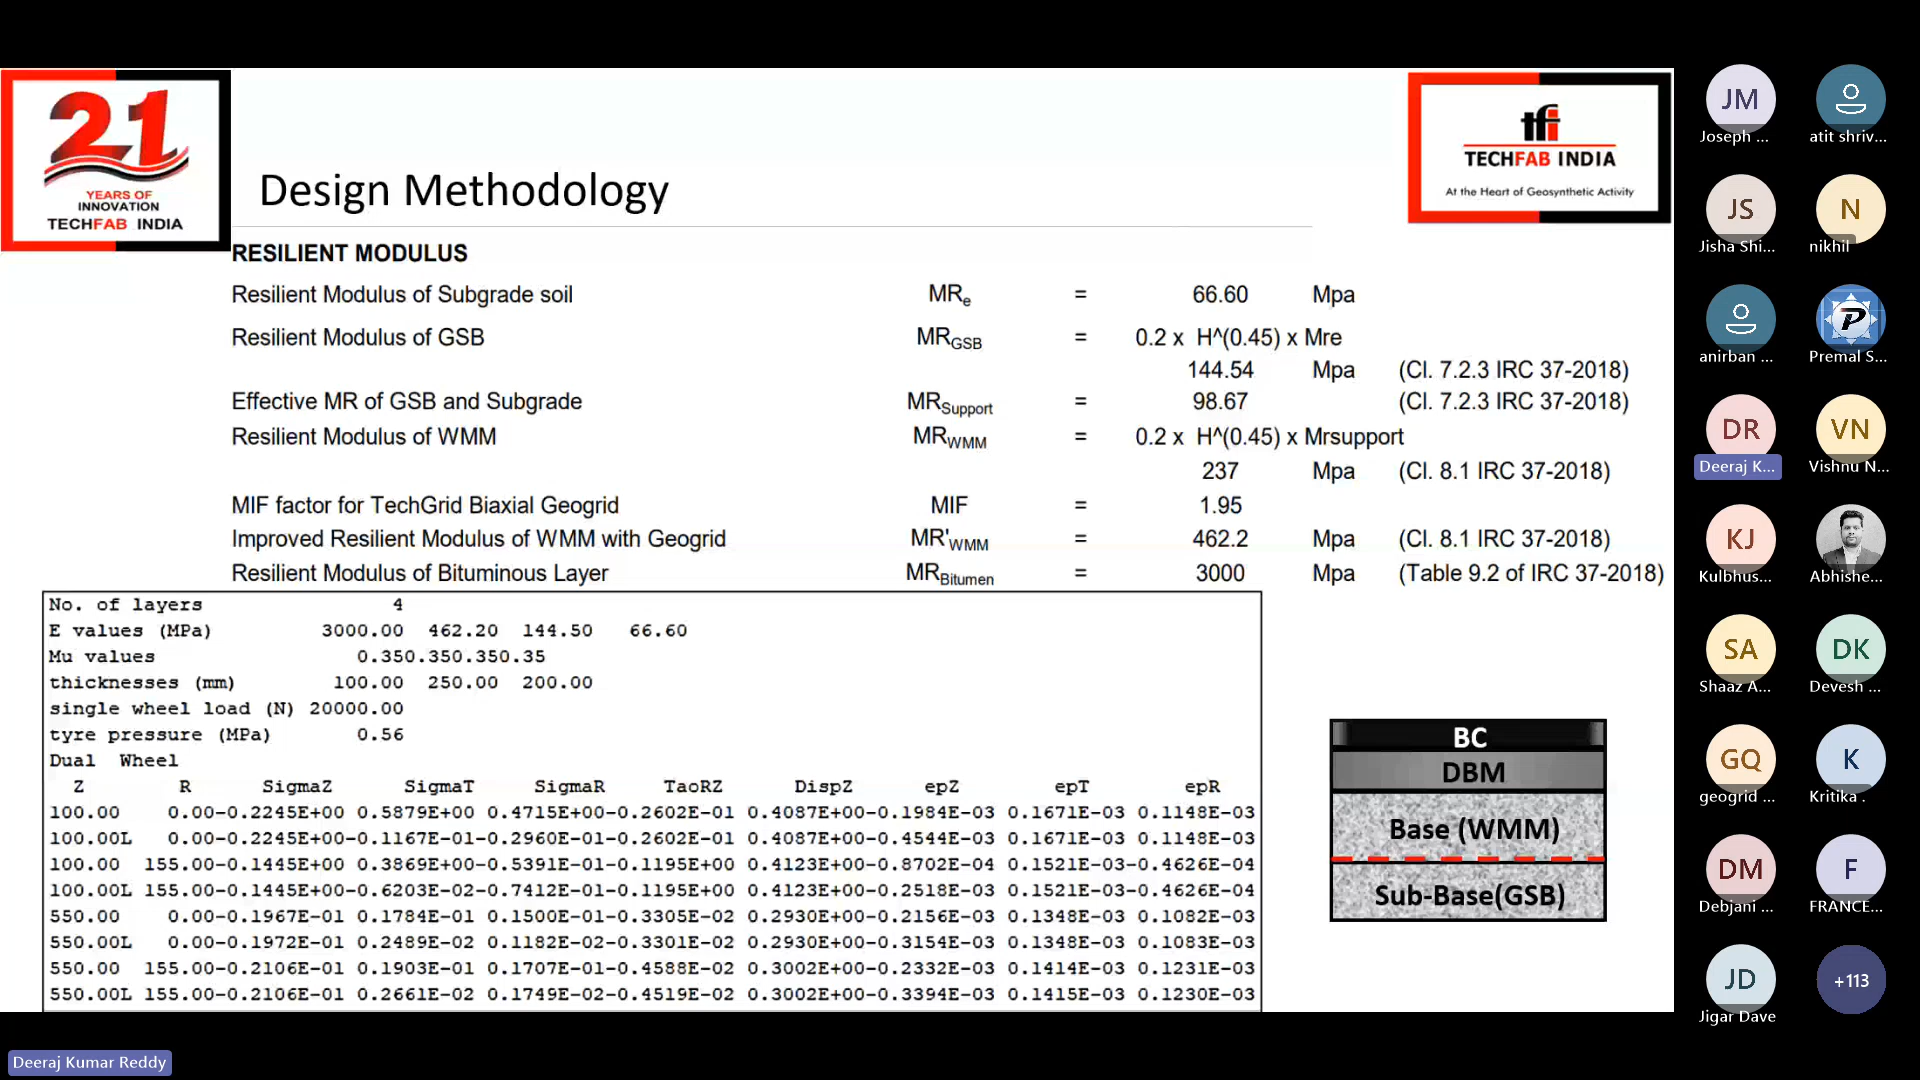 21
YEARS OF
INNOVATION
TECHFAB INDIA
Design Methodology
tfi
TECHFAB INDIA
At the Heart of Geosynthetic Activity
RESILIENT MODULUS
Resilient Modulus of Subgrade soil MRe = 66.60 Mpa
Resilient Modulus of GSB MRGSB = 0.2 x H^(0.45) x Mre
144.54 Mpa (Cl. 7.2.3 IRC 37-2018)
Effective MR of GSB and Subgrade MRSupport = 98.67 (Cl. 7.2.3 IRC 37-2018)
Resilient Modulus of WMM MRWMM = 0.2 x H^(0.45) x Mrsupport
237 Mpa (Cl. 8.1 IRC 37-2018)
MIF factor for TechGrid Biaxial Geogrid MIF = 1.95
Improved Resilient Modulus of WMM with Geogrid MR'WMM = 462.2 Mpa (Cl. 8.1 IRC 37-2018)
Resilient Modulus of Bituminous Layer MRBitumen = 3000 Mpa (Table 9.2 of IRC 37-2018)
No. of layers 4
E values (MPa) 3000.00 462.20 144.50 66.60
Mu values 0.350.350.350.35
thicknesses (mm) 100.00 250.00 200.00
single wheel load (N) 20000.00
tyre pressure (MPa) 0.56
Dual Wheel
Z R SigmaZ SigmaT SigmaR TaoRZ DispZ epZ epT epR
100.00 0.00-0.2245E+00 0.5879E+00 0.4715E+00-0.2602E-01 0.4087E+00-0.1984E-03 0.1671E-03 0.1148E-03
100.00L 0.00-0.2245E+00-0.1167E-01-0.2960E-01-0.2602E-01 0.4087E+00-0.4544E-03 0.1671E-03 0.1148E-03
100.00 155.00-0.1445E+00 0.3869E+00-0.5391E-01-0.1195E+00 0.4123E+00-0.8702E-04 0.1521E-03-0.4626E-04
100.00L 155.00-0.1445E+00-0.6203E-02-0.7412E-01-0.1195E+00 0.4123E+00-0.2518E-03 0.1521E-03-0.4626E-04
550.00 0.00-0.1967E-01 0.1784E-01 0.1500E-01-0.3305E-02 0.2930E+00-0.2156E-03 0.1348E-03 0.1082E-03
550.00L 0.00-0.1972E-01 0.2489E-02 0.1182E-02-0.3301E-02 0.2930E+00-0.3154E-03 0.1348E-03 0.1083E-03
550.00 155.00-0.2106E-01 0.1903E-01 0.1707E-01-0.4588E-02 0.3002E+00-0.2332E-03 0.1414E-03 0.1231E-03
550.00L 155.00-0.2106E-01 0.2661E-02 0.1749E-02-0.4519E-02 0.3002E+00-0.3394E-03 0.1415E-03 0.1230E-03
BC
DBM
Base (WMM)
Sub-Base(GSB)
JM
Joseph ... atit shriv...
JS N
Jisha Shi... nikhil
P
anirban ... Premal S...
DR VN
Deeraj K... Vishnu N...
KJ
Kulbhus... Abhishe...
SA DK
Shaaz A... Devesh ...
GQ K
geogrid ... Kritika .
DM F
Debjani ... FRANCE...
JD +113
Jigar Dave
Deeraj Kumar Reddy